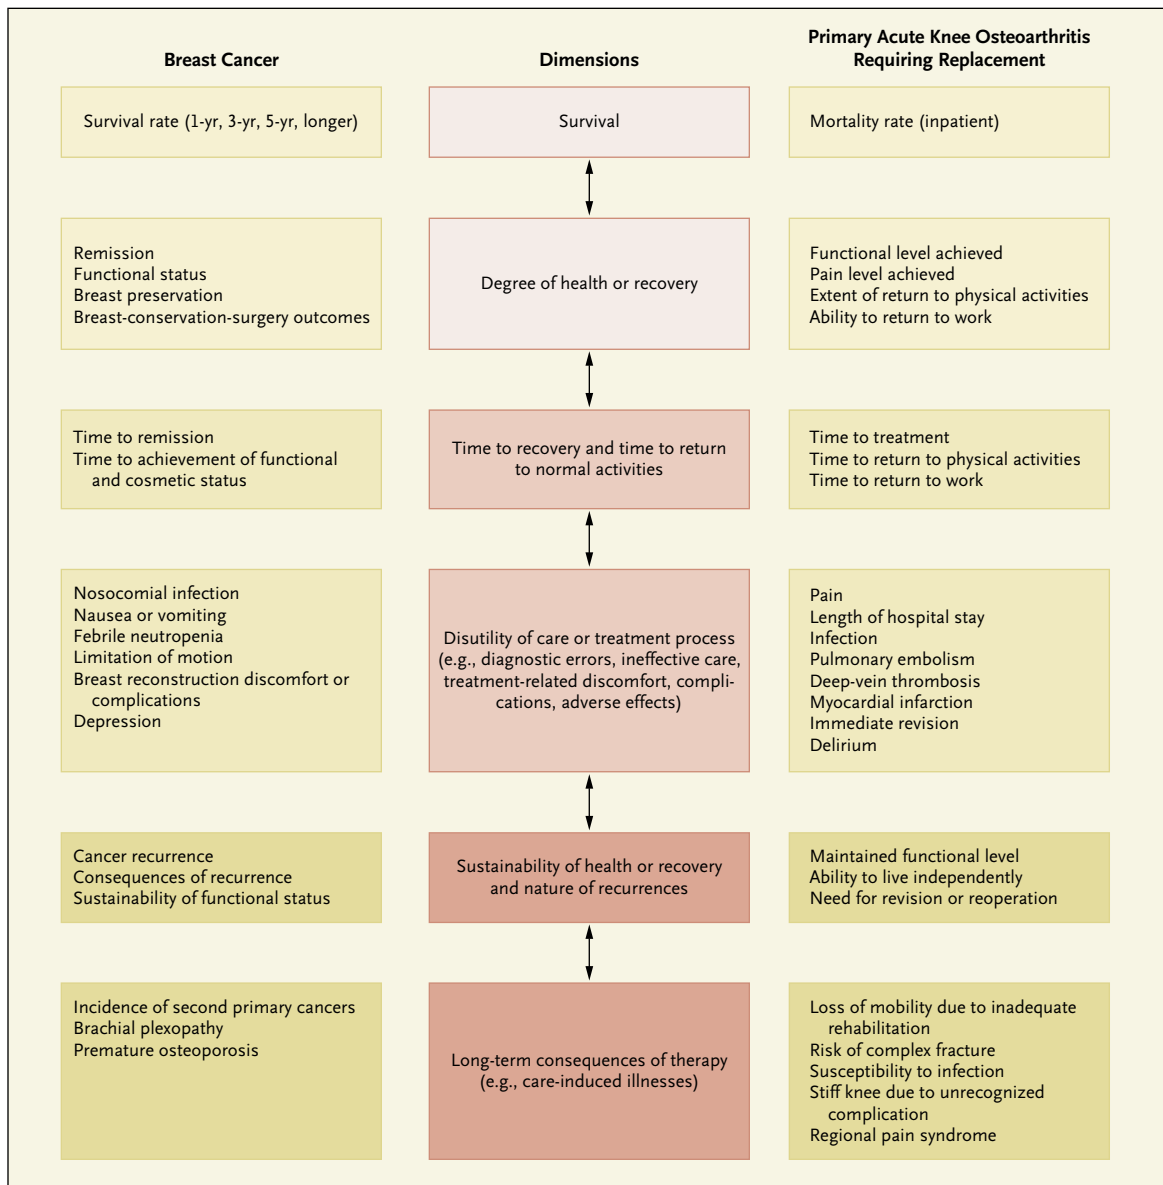 Breast Cancer
Dimensions
Primary Acute Knee Osteoarthritis
Requiring Replacement
Survival rate (1-yr, 3-yr, 5-yr, longer)
Survival
Mortality rate (inpatient)
Remission
Functional status
Breast preservation
Breast-conservation-surgery outcomes
Degree of health or recovery
Functional level achieved
Pain level achieved
Extent of return to physical activities
Ability to return to work
Time to remission
Time to achievement of functional
and cosmetic status
Time to recovery and time to return
to normal activities
Time to treatment
Time to return to physical activities
Time to return to work
Nosocomial infection
Nausea or vomiting
Febrile neutropenia
Limitation of motion
Breast reconstruction discomfort or
complications
Depression
Disutility of care or treatment process
(e.g., diagnostic errors, ineffective care,
treatment-related discomfort, compli-
cations, adverse effects)
Pain
Length of hospital stay
Infection
Pulmonary embolism
Deep-vein thrombosis
Myocardial infarction
Immediate revision
Delirium
Cancer recurrence
Consequences of recurrence
Sustainability of functional status
Sustainability of health or recovery
and nature of recurrences
Maintained functional level
Ability to live independently
Need for revision or reoperation
Incidence of second primary cancers
Brachial plexopathy
Premature osteoporosis
Long-term consequences of therapy
(e.g., care-induced illnesses)
Loss of mobility due to inadequate
rehabilitation
Risk of complex fracture
Susceptibility to infection
Stiff knee due to unrecognized
complication
Regional pain syndrome